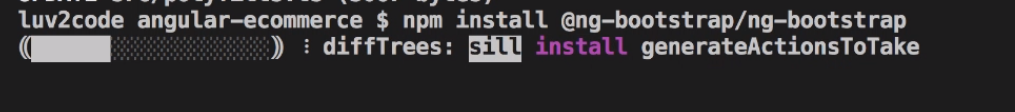 luv2code angular-ecommerce $ npm install @ng-bootstrap/ng-bootstrap
⸨█████░░░░░░░░░░⸩ ⠇ diffTrees: sill install generateActionsToTake